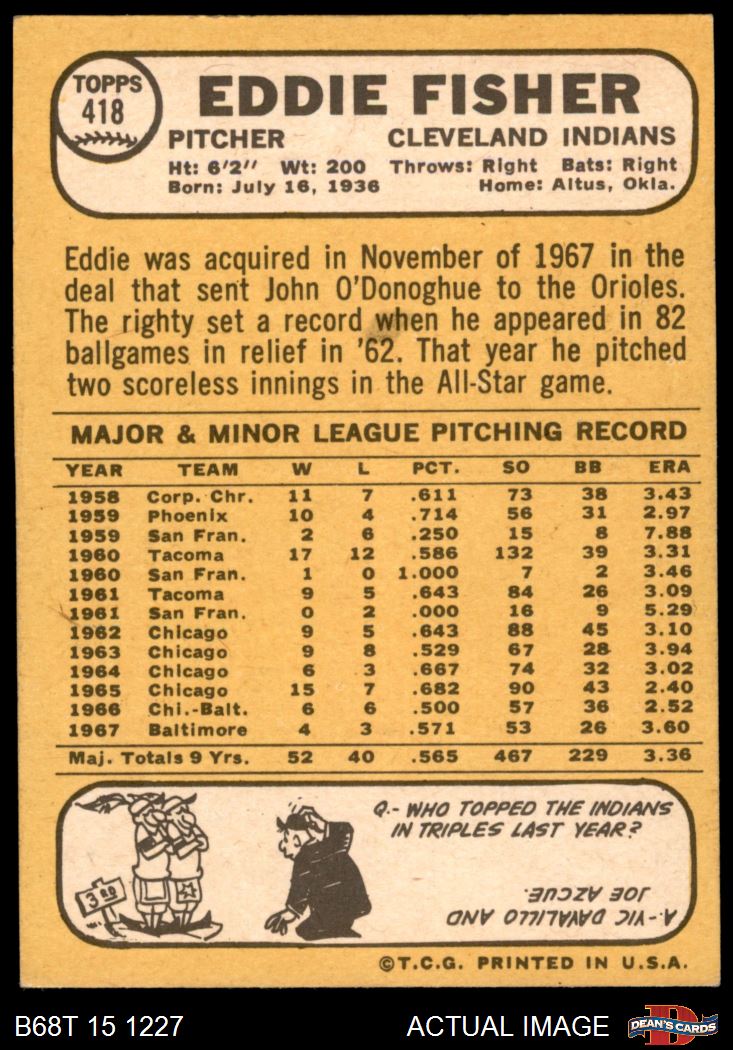 TOPPS
418
EDDIE FISHER
PITCHER CLEVELAND INDIANS
Ht: 6'2" Wt: 200 Throws: Right Bats: Right
Born: July 16, 1936 Home: Altus, Okla.
Eddie was acquired in November of 1967 in the
deal that sent John O'Donoghue to the Orioles.
The righty set a record when he appeared in 82
ballgames in relief in '62. That year he pitched
two scoreless innings in the All-Star game.
MAJOR & MINOR LEAGUE PITCHING RECORD
YEAR TEAM W L PCT. SO BB ERA
1958 Corp. Chr. 11 7 .611 73 38 3.43
1959 Phoenix 10 4 .714 56 31 2.97
1959 San Fran. 2 6 .250 15 8 7.88
1960 Tacoma 17 12 .586 132 39 3.31
1960 San Fran. 1 0 1.000 7 2 3.46
1961 Tacoma 9 5 .643 84 26 3.09
1961 San Fran. 0 2 .000 16 9 5.29
1962 Chicago 9 5 .643 88 45 3.10
1963 Chicago 9 8 .529 67 28 3.94
1964 Chicago 6 3 .667 74 32 3.02
1965 Chicago 15 7 .682 90 43 2.40
1966 Chi.-Balt. 6 6 .500 57 36 2.52
1967 Baltimore 4 3 .571 53 26 3.60
Maj. Totals 9 Yrs. 52 40 .565 467 229 3.36
Q.- WHO TOPPED THE INDIANS
IN TRIPLES LAST YEAR?
3RD
A.- VIC DAVALILLO AND
JOE AZCUE.
©T.C.G. PRINTED IN U.S.A.
B68T 15 1227 ACTUAL IMAGE DEAN'S CARDS